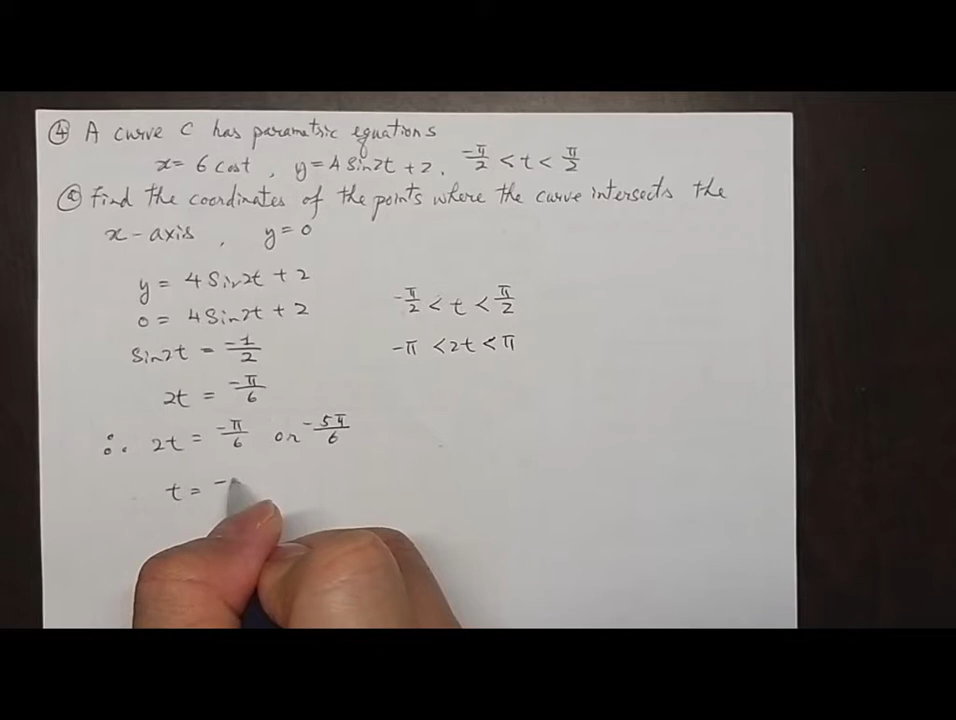 ④ A curve C has parametric equations
x = 6 cost , y = 4 Sin2t + 2 , -π/2 < t < π/2
ⓐ Find the coordinates of the points where the curve intersects the
x-axis , y = 0
y = 4 Sin2t + 2
0 = 4 Sin2t + 2
Sin2t = -1/2
2t = -π/6
∴ 2t = -π/6 or -5π/6
t = -
-π/2 < t < π/2
-π < 2t < π